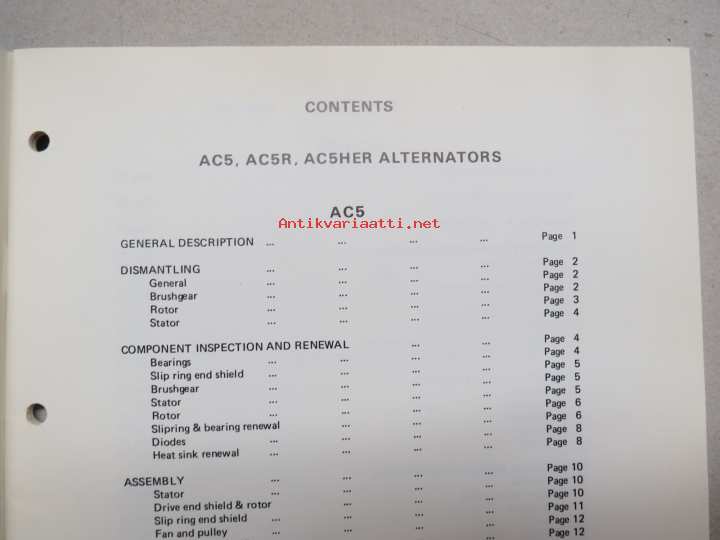 CONTENTS
AC5, AC5R, AC5HER ALTERNATORS
AC5
Antikvariaatti.net
GENERAL DESCRIPTION ... ... ... ... Page 1
DISMANTLING ... ... ... ... Page 2
General ... ... ... ... Page 2
Brushgear ... ... ... ... Page 2
Rotor ... ... ... ... Page 3
Stator ... ... ... ... Page 4
COMPONENT INSPECTION AND RENEWAL ... ... Page 4
Bearings ... ... ... ... Page 4
Slip ring end shield ... ... ... ... Page 5
Brushgear ... ... ... ... Page 5
Stator ... ... ... ... Page 5
Rotor ... ... ... ... Page 6
Slipring & bearing renewal ... ... ... Page 6
Diodes ... ... ... ... Page 8
Heat sink renewal ... ... ... ... Page 8
ASSEMBLY ... ... ... ... Page 10
Stator ... ... ... ... Page 10
Drive end shield & rotor ... ... ... Page 10
Slip ring end shield ... ... ... ... Page 11
Fan and pulley ... ... ... ... Page 12
Page 12